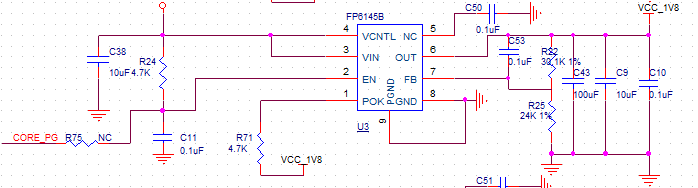 C50
VCC_1V8
FP6145B
0.1uF
4 VCNTL NC 5
C38
R24
10uF 4.7K
3 VIN OUT 6
C53
0.1uF
R22
30.1K 1%
C43
100uF
C9
10uF
C10
0.1uF
2 EN FB 7
1 POK GND 8
PGND
9
U3
R25
24K 1%
CORE_PG R75 NC
C11
0.1uF
R71
4.7K
VCC_1V8
C51